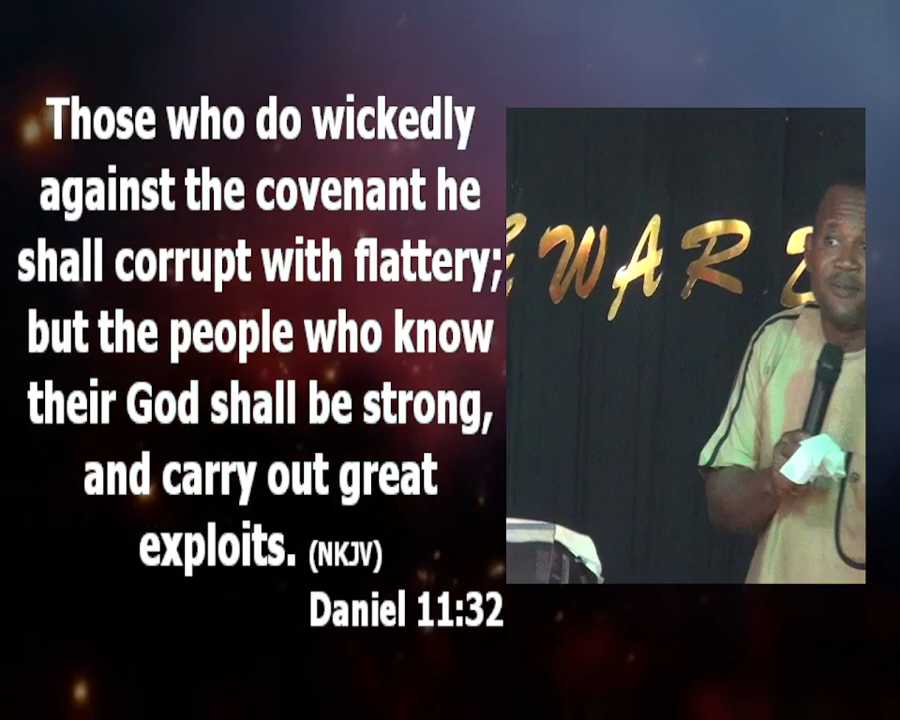 Those who do wickedly
against the covenant he
shall corrupt with flattery;
but the people who know
their God shall be strong,
and carry out great
exploits. (NKJV)
Daniel 11:32